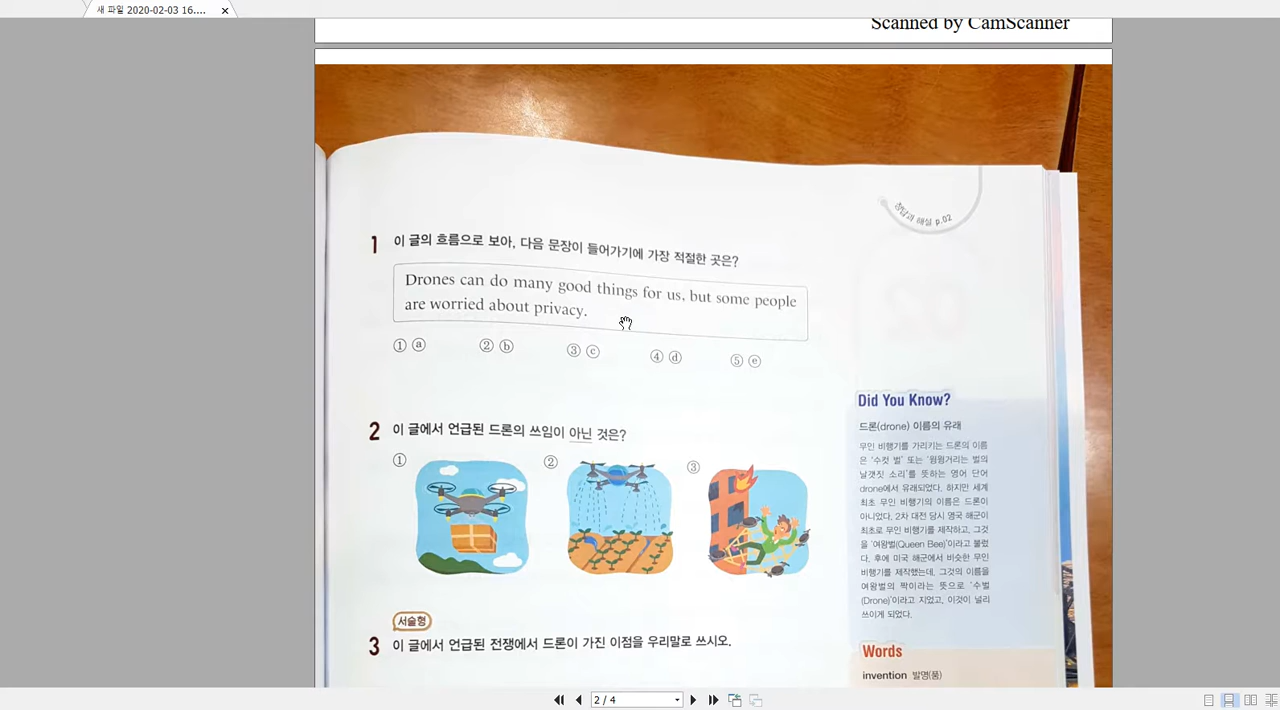 새 파일 2020-02-03 16....
Scanned by CamScanner
정답과 해설 p.02
1 이 글의 흐름으로 보아, 다음 문장이 들어가기에 가장 적절한 곳은?
Drones can do many good things for us, but some people
are worried about privacy.
① ⓐ ② ⓑ ③ ⓒ ④ ⓓ ⑤ ⓔ
2 이 글에서 언급된 드론의 쓰임이 아닌 것은?
① ② ③
서술형
3 이 글에서 언급된 전쟁에서 드론이 가진 이점을 우리말로 쓰시오.
Did You Know?
드론(drone) 이름의 유래
무인 비행기를 가리키는 드론의 이름
은 '수컷 벌' 또는 '윙윙거리는 벌의
날갯짓 소리'를 뜻하는 영어 단어
drone에서 유래되었다. 하지만 세계
최초 무인 비행기의 이름은 드론이
아니었다. 2차 대전 당시 영국 해군이
최초로 무인 비행기를 제작하고, 그것
을 '여왕벌(Queen Bee)'이라고 불렀
다. 후에 미국 해군에서 비슷한 무인
비행기를 제작했는데, 그것의 이름을
여왕벌의 짝이라는 뜻으로 '수벌
(Drone)'이라고 지었고, 이것이 널리
쓰이게 되었다.
Words
invention 발명(품)
2 / 4